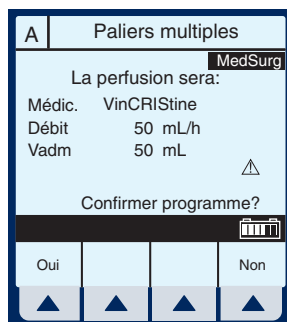 A Paliers multiples
MedSurg
La perfusion sera:
Médic. VinCRIStine
Débit 50 mL/h
Vadm 50 mL
Confirmer programme?
Oui Non